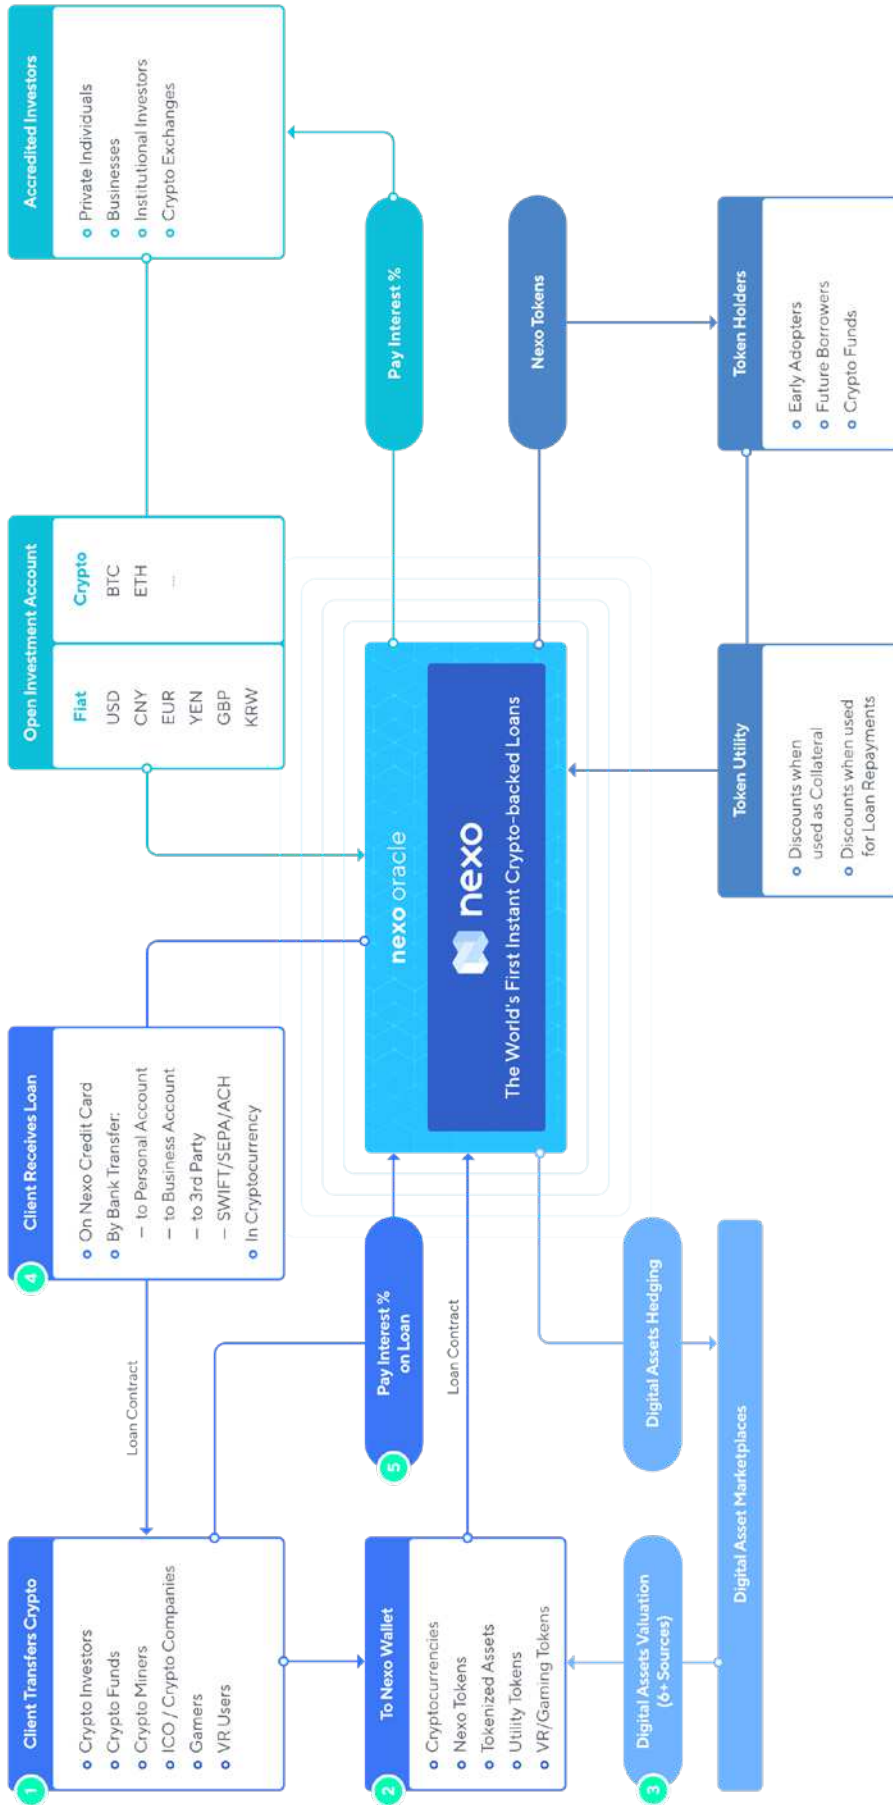 1
Client Transfers Crypto
Crypto Investors
Crypto Funds
Crypto Miners
ICO / Crypto Companies
Gamers
VR Users
Loan Contract
4
Client Receives Loan
On Nexo Credit Card
By Bank Transfer:
– to Personal Account
– to Business Account
– to 3rd Party
– SWIFT/SEPA/ACH
In Cryptocurrency
Open Investment Account
Fiat
USD
CNY
EUR
YEN
GBP
KRW
Crypto
BTC
ETH
...
Accredited Investors
Private Individuals
Businesses
Institutional Investors
Crypto Exchanges
2
To Nexo Wallet
Cryptocurrencies
Nexo Tokens
Tokenized Assets
Utility Tokens
VR/Gaming Tokens
5
Pay Interest %
on Loan
Loan Contract
nexo oracle
nexo
The World's First Instant Crypto-backed Loans
Pay Interest %
Nexo Tokens
3
Digital Assets Valuation
(6+ Sources)
Digital Assets Hedging
Digital Asset Marketplaces
Token Utility
Discounts when
used as Collateral
Discounts when used
for Loan Repayments
Token Holders
Early Adopters
Future Borrowers
Crypto Funds